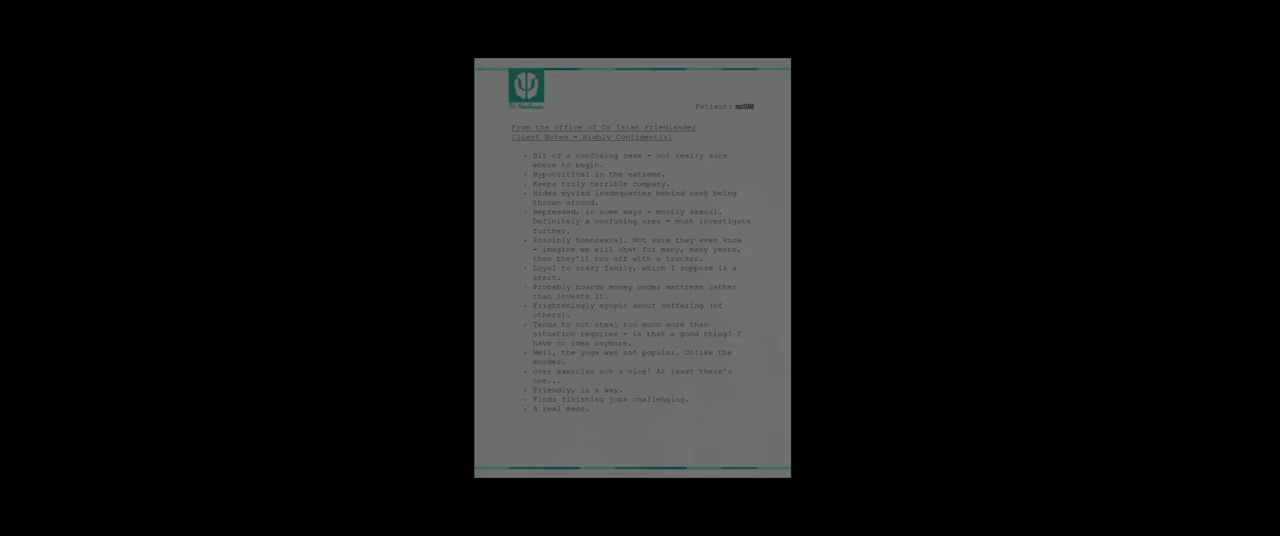 Patient: nasTEAM
Dr Friedlander
From the office of Dr Isiah Friedlander
Client Notes - Highly Confidential
- Bit of a confusing case - not really sure
where to begin.
- Hypocritical in the extreme.
- Keeps truly terrible company.
- Hides myriad inadequacies behind cash being
thrown around.
- Repressed, in some ways - mostly sexual.
Definitely a confusing area - must investigate
further.
- Possibly homosexual. Not sure they even know
- imagine we will chat for many, many years,
then they'll run off with a trucker.
- Loyal to crazy family, which I suppose is a
start.
- Probably hoards money under mattress rather
than invests it.
- Frighteningly myopic about suffering (of
others).
- Tends to not steal too much more than
situation requires - is that a good thing? I
have no idea anymore.
- Well, the yoga was not popular. Unlike the
murder.
- Over exercise not a vice! At least there's
one...
- Friendly, in a way.
- Finds finishing jobs challenging.
- A real mess.